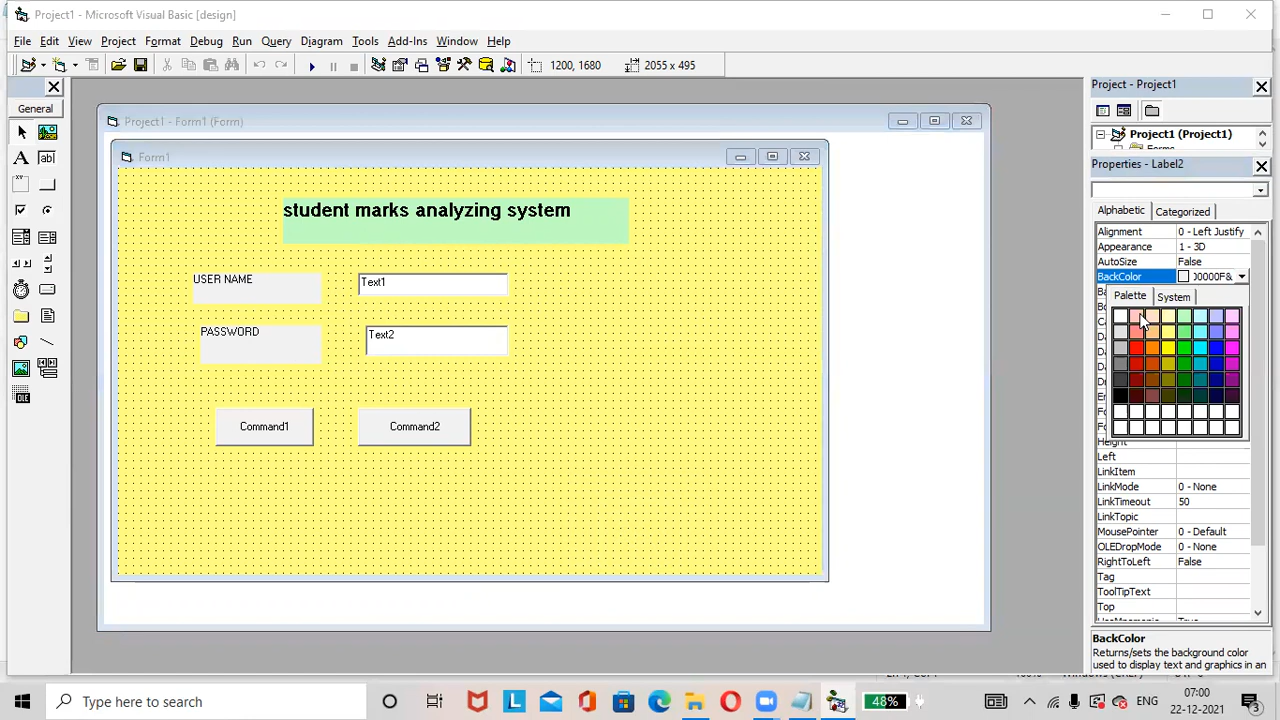 Project1 - Microsoft Visual Basic [design]
File Edit View Project Format Debug Run Query Diagram Tools Add-Ins Window Help
1200, 1680 2055 x 495
General
Project1 - Form1 (Form)
Form1
student marks analyzing system
USER NAME
Text1
PASSWORD
Text2
Command1
Command2
A
ab|
OLE
Project - Project1
Project1 (Project1)
Forms
Properties - Label2
Alphabetic Categorized
Alignment 0 - Left Justify
Appearance 1 - 3D
AutoSize False
BackColor 00000F&
Palette System
Height
Left
LinkItem
LinkMode 0 - None
LinkTimeout 50
LinkTopic
MousePointer 0 - Default
OLEDropMode 0 - None
RightToLeft False
Tag
ToolTipText
Top
BackColor
Returns/sets the background color
used to display text and graphics in an
Type here to search
48%
ENG
07:00
22-12-2021
3